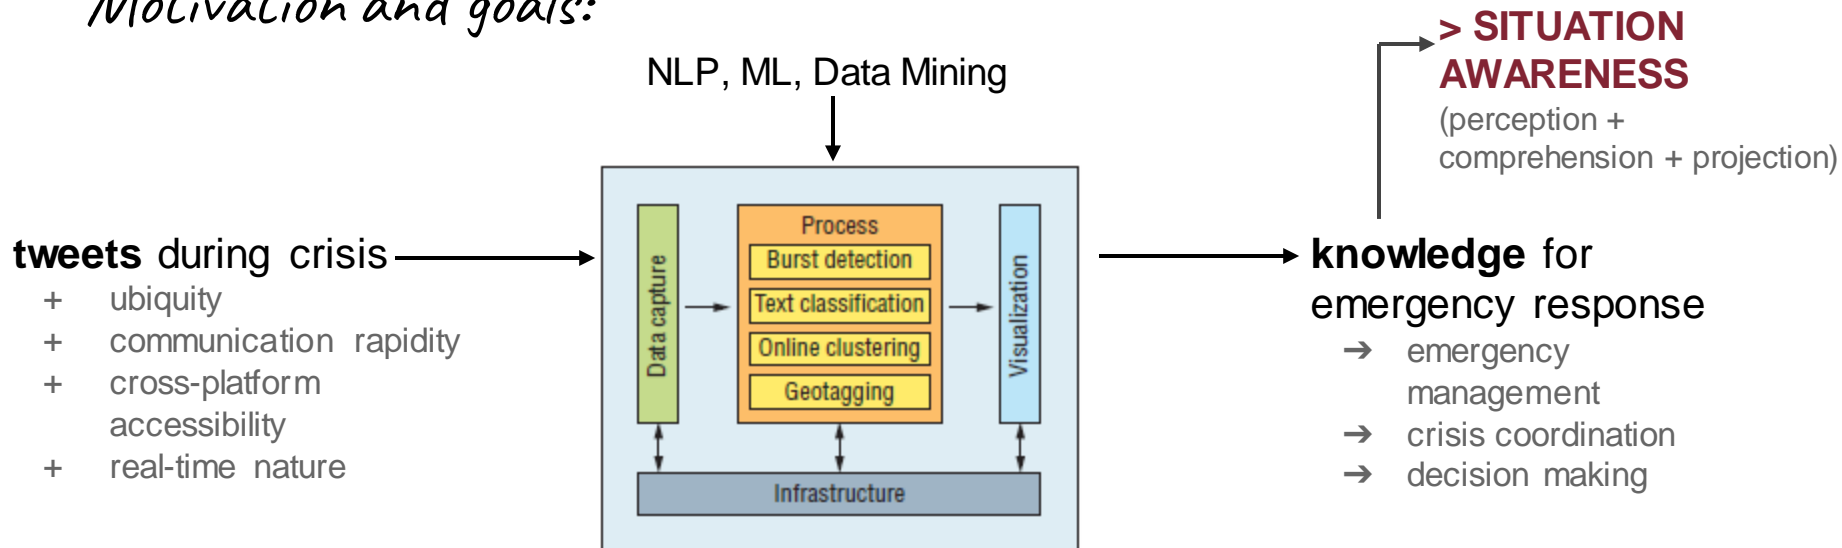 Motivation and goals:
NLP, ML, Data Mining
> SITUATION
AWARENESS
(perception +
comprehension + projection)
tweets during crisis
+ ubiquity
+ communication rapidity
+ cross-platform
accessibility
+ real-time nature
Data capture
Process
Burst detection
Text classification
Online clustering
Geotagging
Visualization
Infrastructure
knowledge for
emergency response
➔ emergency
management
➔ crisis coordination
➔ decision making